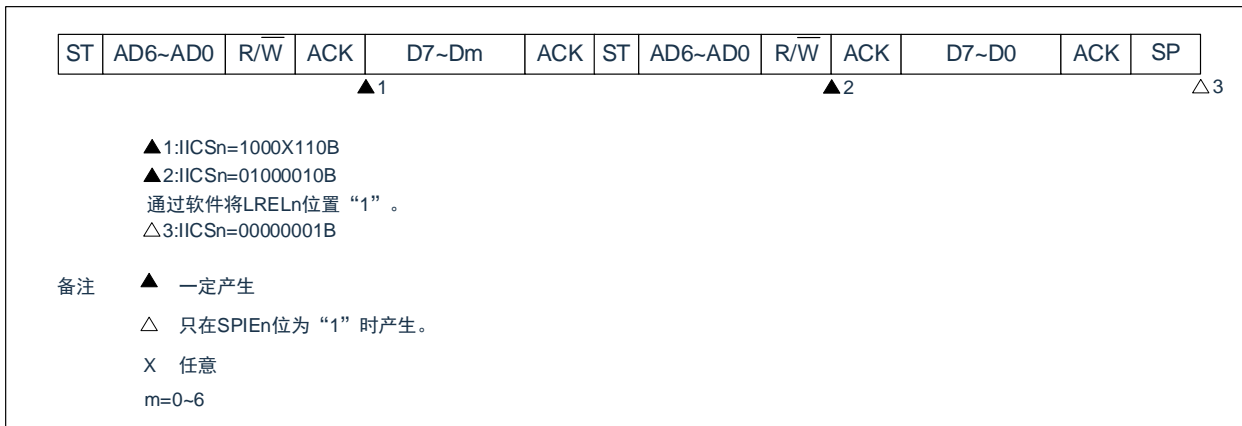 ST AD6~AD0 R/W̅ ACK D7~Dm ACK ST AD6~AD0 R/W̅ ACK D7~D0 ACK SP
▲1 ▲2 △3
▲1:IICSn=1000X110B
▲2:IICSn=01000010B
通过软件将LRELn位置“1”。
△3:IICSn=00000001B
备注 ▲ 一定产生
△ 只在SPIEn位为“1”时产生。
X 任意
m=0~6